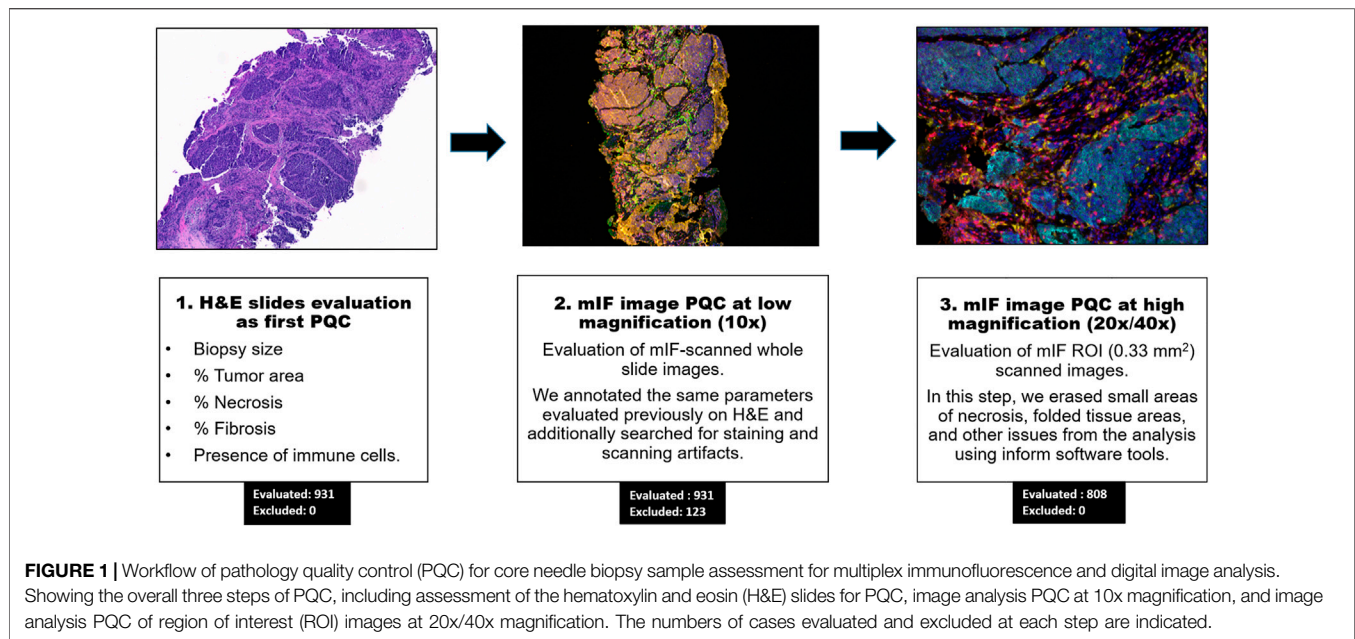 1. H&E slides evaluation
as first PQC
• Biopsy size
• % Tumor area
• % Necrosis
• % Fibrosis
• Presence of immune cells.
Evaluated: 931
Excluded: 0
2. mIF image PQC at low
magnification (10x)
Evaluation of mIF-scanned whole
slide images.
We annotated the same parameters
evaluated previously on H&E and
additionally searched for staining and
scanning artifacts.
Evaluated : 931
Excluded: 123
3. mIF image PQC at high
magnification (20x/40x)
Evaluation of mIF ROI (0.33 mm²)
scanned images.
In this step, we erased small areas
of necrosis, folded tissue areas,
and other issues from the analysis
using inform software tools.
Evaluated : 808
Excluded: 0
FIGURE 1 | Workflow of pathology quality control (PQC) for core needle biopsy sample assessment for multiplex immunofluorescence and digital image analysis.
Showing the overall three steps of PQC, including assessment of the hematoxylin and eosin (H&E) slides for PQC, image analysis PQC at 10x magnification, and image
analysis PQC of region of interest (ROI) images at 20x/40x magnification. The numbers of cases evaluated and excluded at each step are indicated.